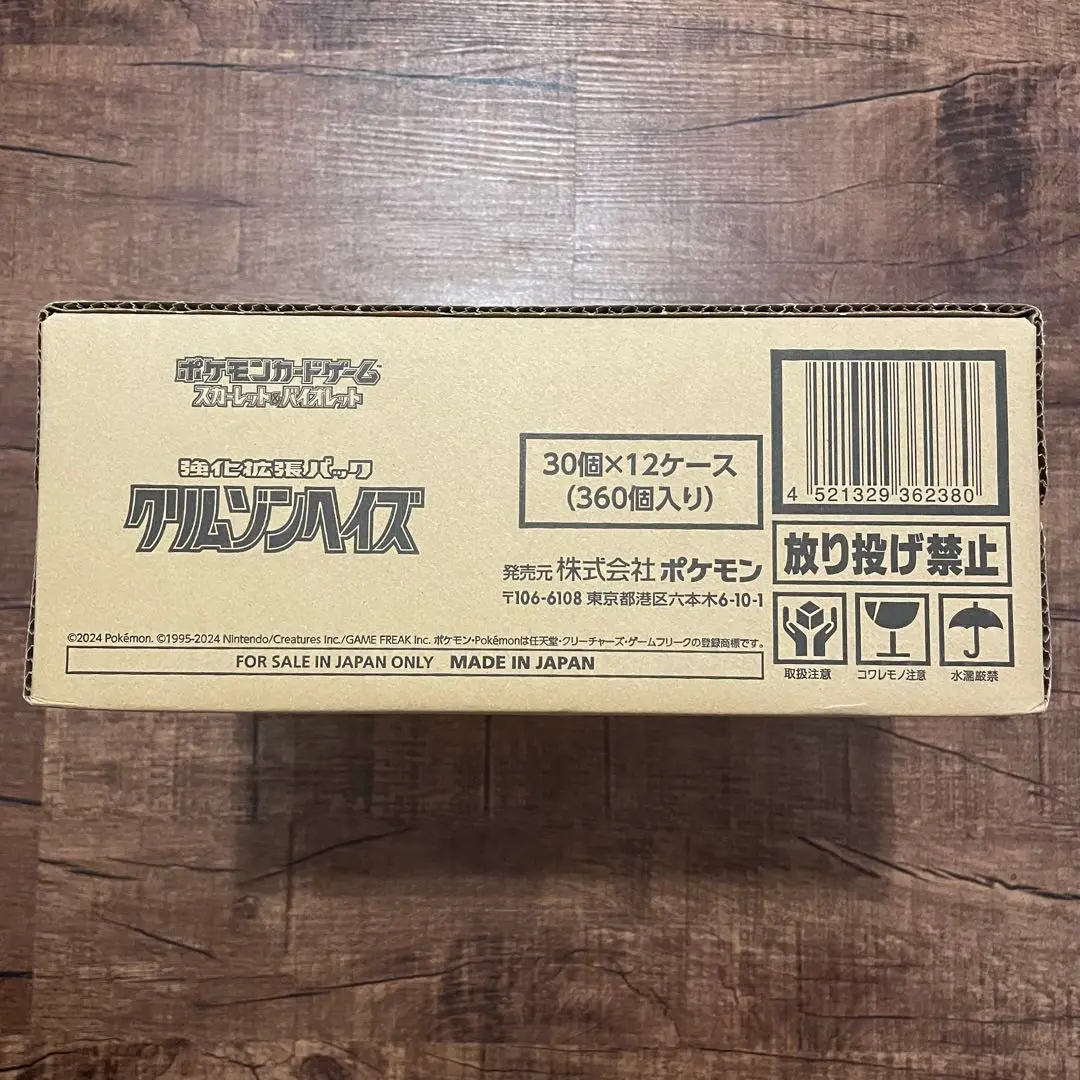 ポケモンカードゲーム
スカーレット&バイオレット
強化拡張パック
クリムゾンヘイズ
30個×12ケース
(360個入り)
4 521329 362380
発売元 株式会社 ポケモン
〒106-6108 東京都港区六本木6-10-1
放り投げ禁止
取扱注意 コワレモノ注意 水濡厳禁
©2024 Pokémon. ©1995-2024 Nintendo/Creatures Inc./GAME FREAK Inc. ポケモン・Pokémonは任天堂・クリーチャーズ・ゲームフリークの登録商標です。
FOR SALE IN JAPAN ONLY MADE IN JAPAN